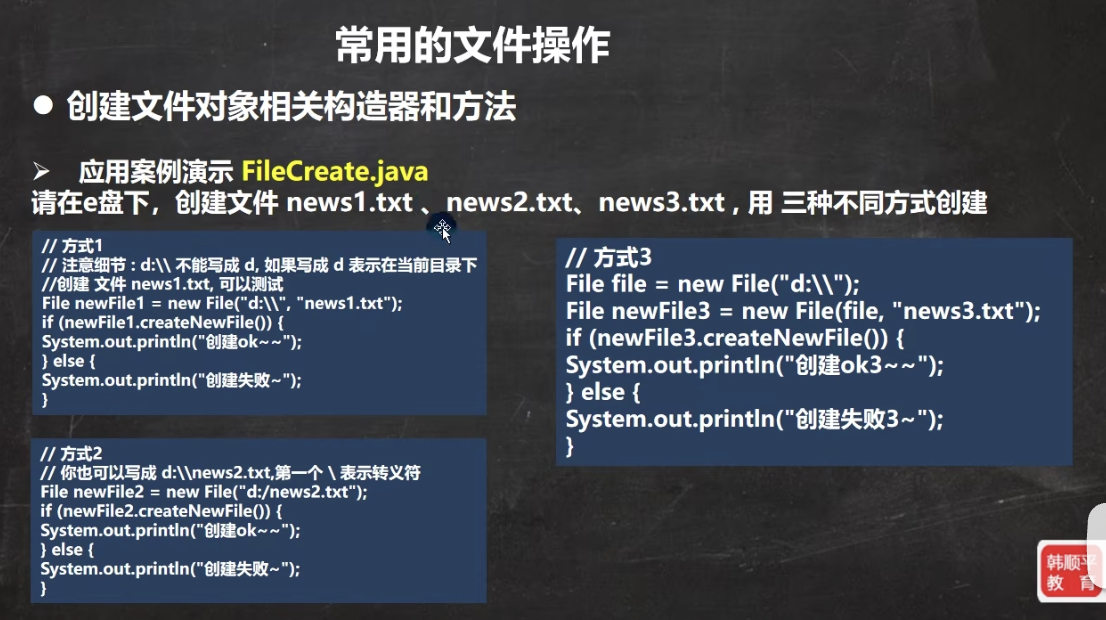 常用的文件操作
● 创建文件对象相关构造器和方法
➢ 应用案例演示 FileCreate.java
请在e盘下，创建文件 news1.txt 、news2.txt、news3.txt , 用 三种不同方式创建
// 方式1
// 注意细节 : d:\\ 不能写成 d, 如果写成 d 表示在当前目录下
//创建 文件 news1.txt, 可以测试
File newFile1 = new File("d:\\", "news1.txt");
if (newFile1.createNewFile()) {
System.out.println("创建ok~~");
} else {
System.out.println("创建失败~");
}
// 方式2
// 你也可以写成 d:\\news2.txt,第一个 \ 表示转义符
File newFile2 = new File("d:/news2.txt");
if (newFile2.createNewFile()) {
System.out.println("创建ok~~");
} else {
System.out.println("创建失败~");
}
// 方式3
File file = new File("d:\\");
File newFile3 = new File(file, "news3.txt");
if (newFile3.createNewFile()) {
System.out.println("创建ok3~~");
} else {
System.out.println("创建失败3~");
}
韩顺平
教 育